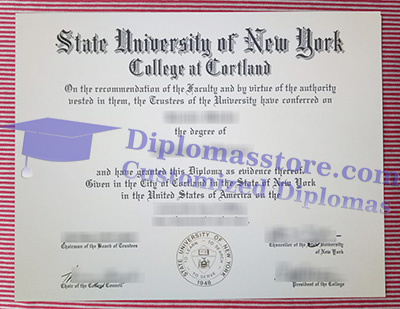 State University of New York
College at Cortland
On the recommendation of the Faculty and by virtue of the authority
vested in them, the Trustees of the University have conferred on
the degree of
Diplomasstore.com
and have granted this Diploma as evidence thereof
Customized Diplomas
Given in the City of Cortland in the State of New York
in the United States of America on the
Chairman of the Board of Trustees
Chancellor of the University
of New York
STATE UNIVERSITY OF NEW YORK
1948
Chair of the College Council
President of the College